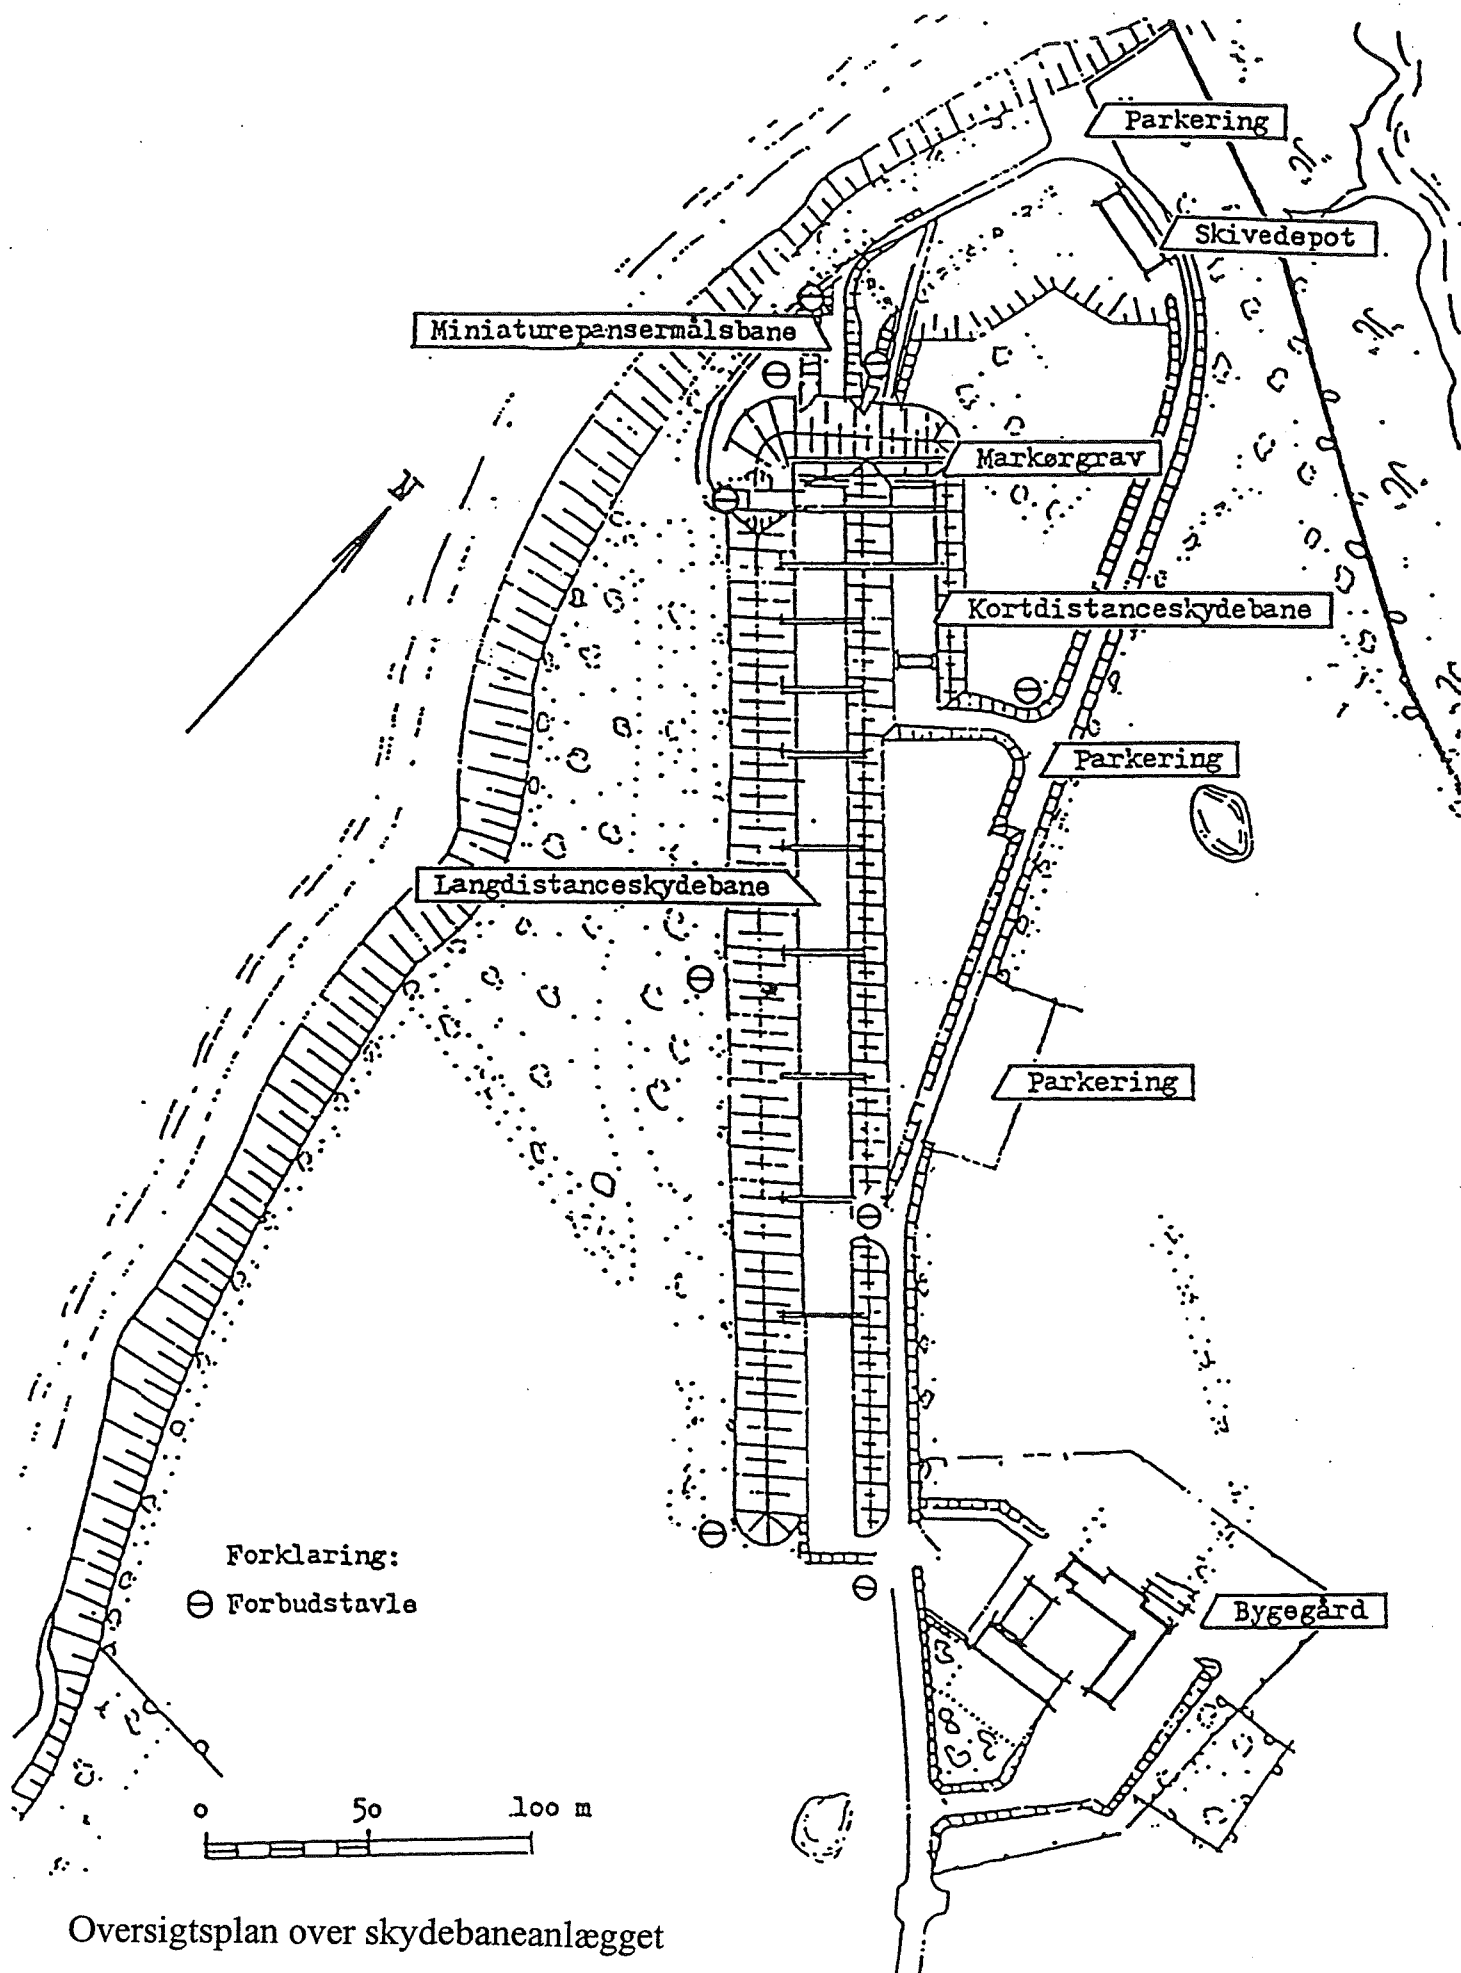 Parkering
Skivedepot
Miniaturepansermålsbane
N
Markørgrav
Kortdistanceskydebane
Parkering
Langdistanceskydebane
Parkering
Forklaring:
Forbudstavle
Bygegård
0 50 100 m
Oversigtsplan over skydebaneanlægget